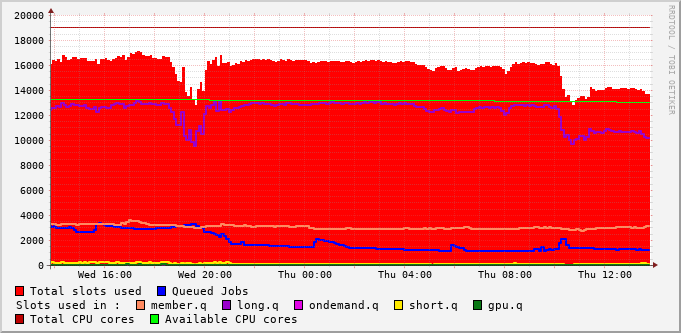 20000
18000
16000
14000
12000
10000
8000
6000
4000
2000
0
Wed 16:00 Wed 20:00 Thu 00:00 Thu 04:00 Thu 08:00 Thu 12:00
Total slots used Queued Jobs
Slots used in : member.q long.q ondemand.q short.q gpu.q
Total CPU cores Available CPU cores
RRDTOOL / TOBI OETIKER